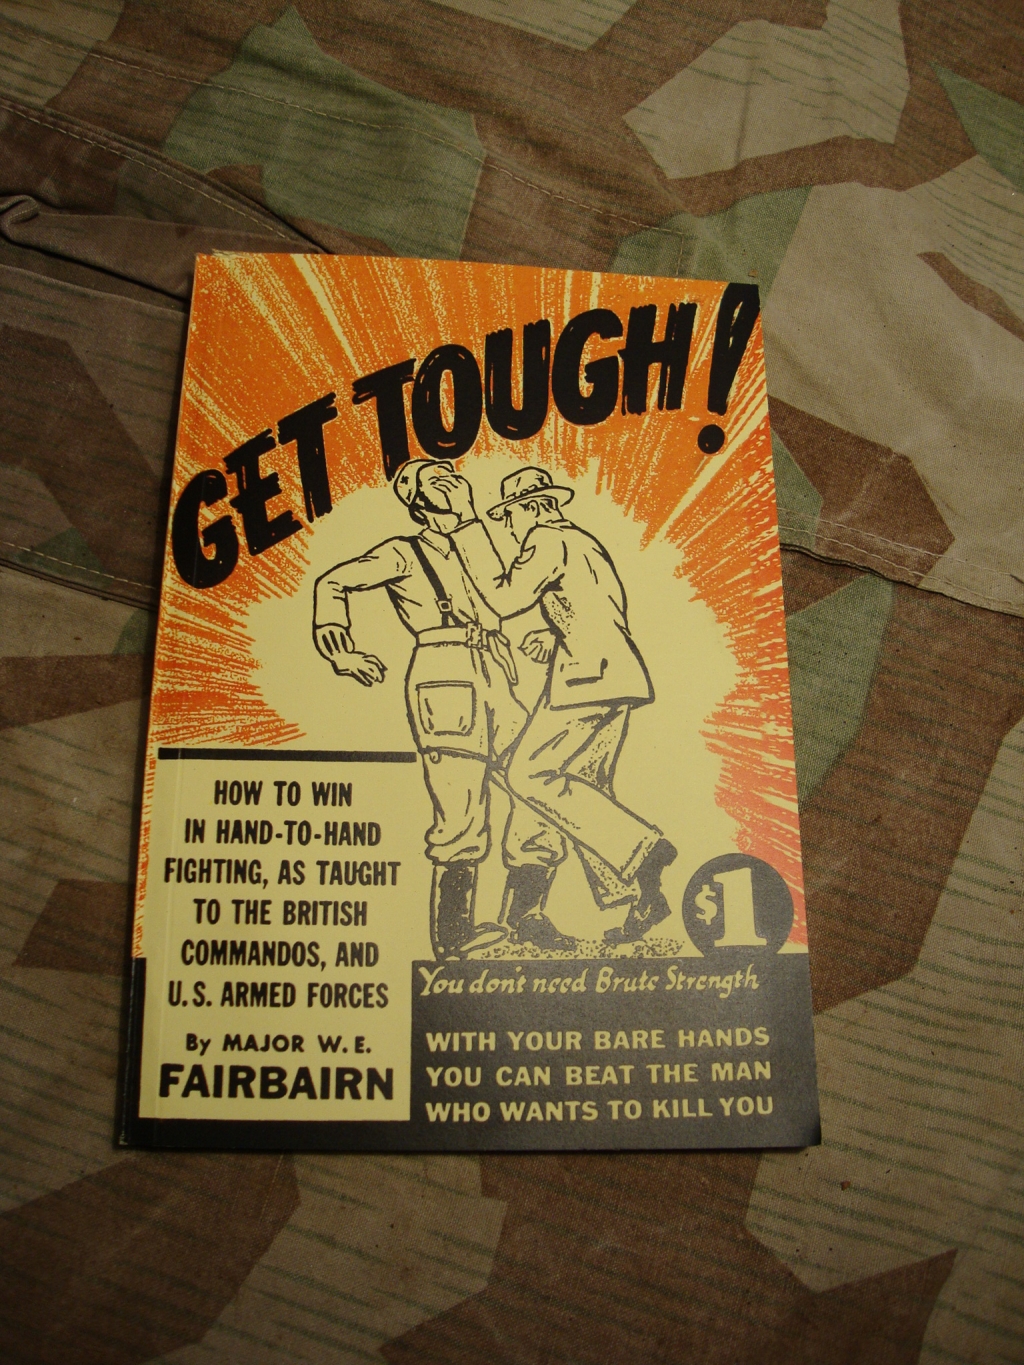 GET TOUGH!
HOW TO WIN
IN HAND-TO-HAND
FIGHTING, AS TAUGHT
TO THE BRITISH
COMMANDOS, AND
U.S. ARMED FORCES
By MAJOR W. E.
FAIRBAIRN
$1
You don't need Brute Strength
WITH YOUR BARE HANDS
YOU CAN BEAT THE MAN
WHO WANTS TO KILL YOU